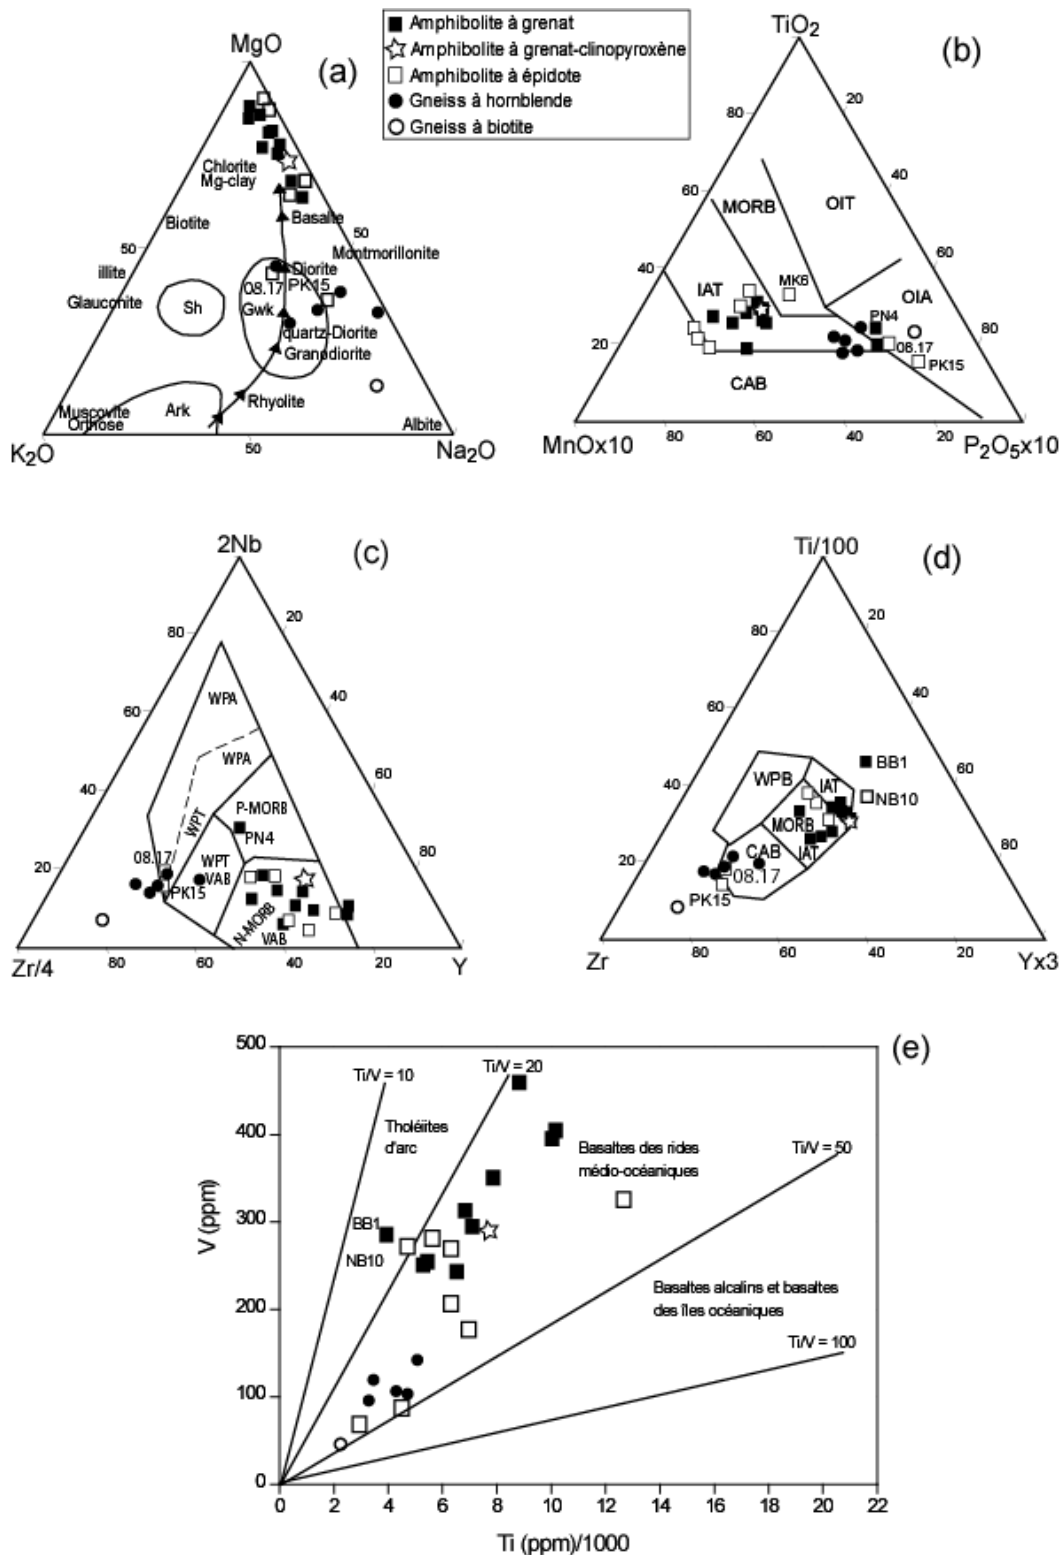 Amphibolite à grenat
Amphibolite à grenat-clinopyroxène
Amphibolite à épidote
Gneiss à hornblende
Gneiss à biotite
(a)
MgO
Chlorite
Mg-clay
Biotite
Basalte
50
50
Montmorillonite
illite
Glauconite
Sh
Diorite
08.17
PK15
Gwk
quartz-Diorite
Granodiorite
Rhyolite
Ark
Muscovite
Orthose
Albite
K2O
50
Na2O
(b)
TiO2
80
20
60
40
MORB
OIT
40
60
IAT
MK6
OIA
PN4
20
80
08.17
PK15
CAB
80
60
40
20
MnOx10
P2O5x10
(c)
2Nb
80
20
WPA
60
40
WPA
40
P-MORB
WPT
PN4
20
08.17
WPT
VAB
80
PK15
N-MORB
VAB
Zr/4
80
60
40
20
Y
(d)
Ti/100
80
20
60
40
BB1
WPB
IAT
NB10
40
60
MORB
CAB
IAT
20
80
08.17
PK15
Zr
80
60
40
20
Yx3
(e)
500
400
300
200
100
0
V (ppm)
Ti/V = 10
Ti/V = 20
Tholéiites
d'arc
Basaltes des rides
médio-océaniques
Ti/V = 50
BB1
NB10
Basaltes alcalins et basaltes
des îles océaniques
Ti/V = 100
0 2 4 6 8 10 12 14 16 18 20 22
Ti (ppm)/1000